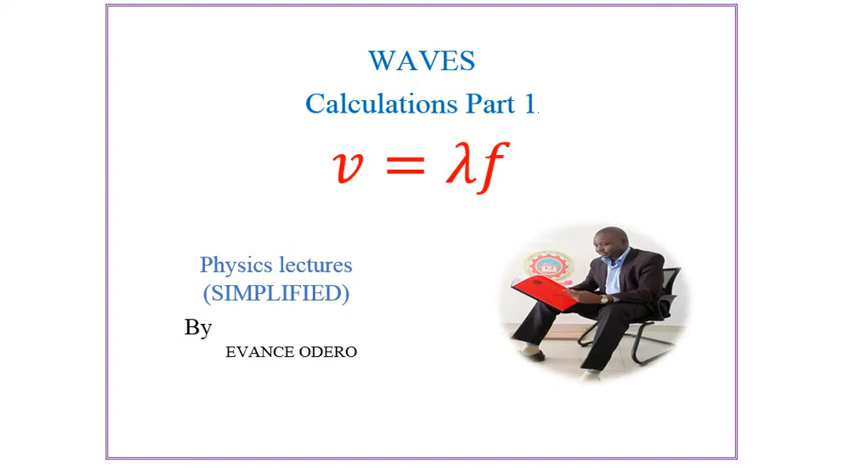 WAVES
Calculations Part 1.
v = λf
Physics lectures
(SIMPLIFIED)
By
EVANCE ODERO